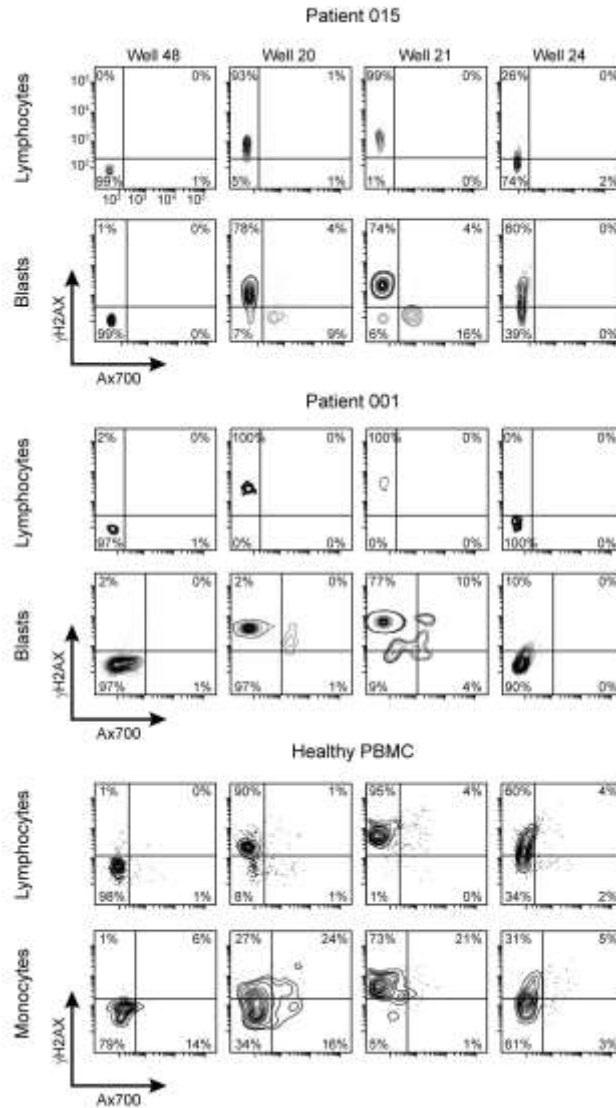 Patient 015
Well 48 Well 20 Well 21 Well 24
Lymphocytes
0% 0% 93% 1% 99% 0% 26% 0%
99% 1% 5% 1% 1% 0% 74% 2%
Blasts
1% 0% 78% 4% 74% 4% 60% 0%
99% 0% 7% 9% 6% 16% 39% 0%
γH2AX
Ax700
Patient 001
Lymphocytes
2% 0% 100% 0% 100% 0% 0% 0%
97% 1% 0% 0% 0% 0% 100% 0%
Blasts
2% 0% 2% 0% 77% 10% 10% 0%
97% 1% 97% 1% 9% 4% 90% 0%
γH2AX
Ax700
Healthy PBMC
Lymphocytes
1% 0% 90% 1% 95% 4% 60% 4%
98% 1% 8% 1% 1% 0% 34% 2%
Monocytes
1% 6% 27% 24% 73% 21% 31% 5%
79% 14% 34% 16% 5% 1% 61% 3%
γH2AX
Ax700